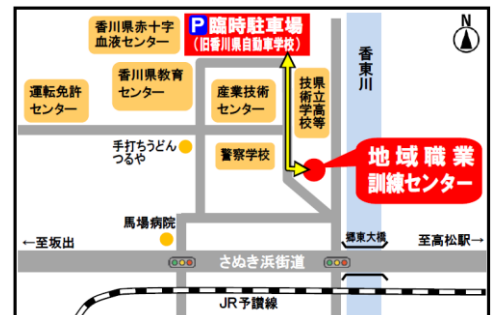 香川県赤十字
血液センター
P 臨時駐車場
(旧香川県自動車学校)
N
香東川
香川県教育
センター
運転免許
センター
産業技術
センター
県立高等
技術学校
手打ちうどん
つるや
警察学校
地域職業
訓練センター
馬場病院
←至坂出
郷東大橋
至高松駅→
さぬき浜街道
JR予讃線